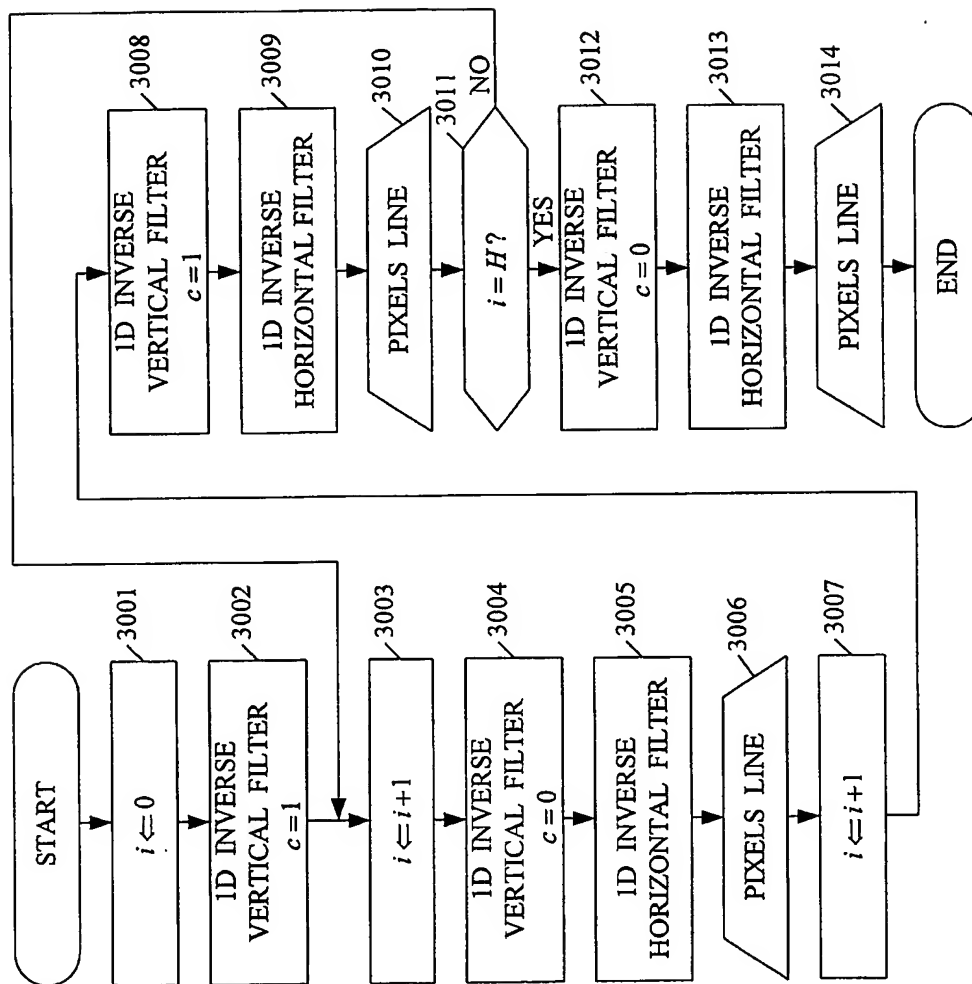 START
3001
i⇐0
3002
1D INVERSE
VERTICAL FILTER
c=1
3003
i⇐i+1
3004
1D INVERSE
VERTICAL FILTER
c=0
3005
1D INVERSE
HORIZONTAL FILTER
3006
PIXELS LINE
3007
i⇐i+1
3008
1D INVERSE
VERTICAL FILTER
c=1
3009
1D INVERSE
HORIZONTAL FILTER
3010
PIXELS LINE
3011
i=H?
NO
YES
3012
1D INVERSE
VERTICAL FILTER
c=0
3013
1D INVERSE
HORIZONTAL FILTER
3014
PIXELS LINE
END